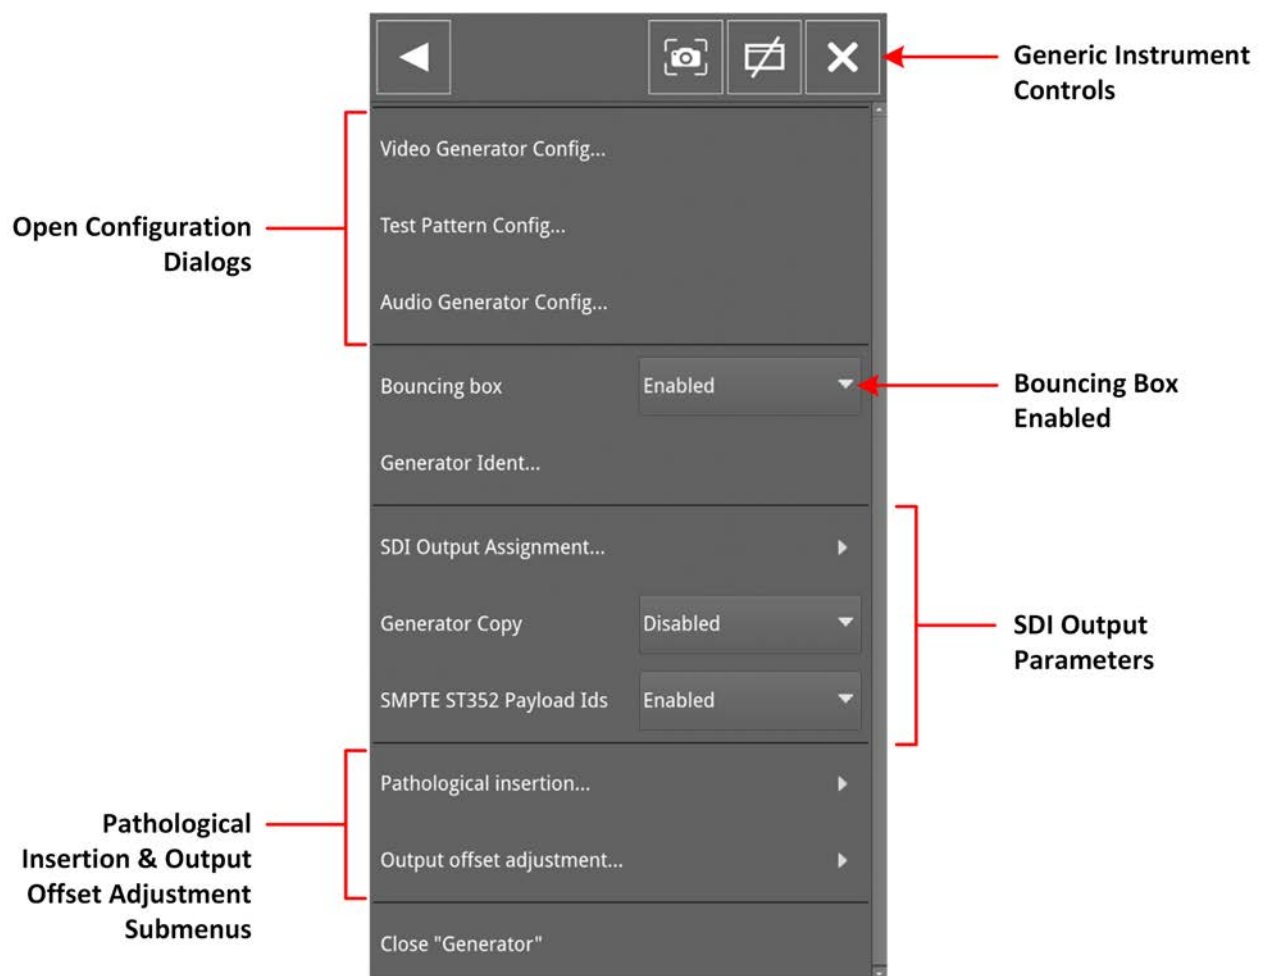 Generic Instrument
Controls
Video Generator Config...
Open Configuration
Dialogs
Test Pattern Config...
Audio Generator Config...
Bouncing box
Enabled
Bouncing Box
Enabled
Generator Ident...
SDI Output Assignment...
Generator Copy
Disabled
SDI Output
Parameters
SMPTE ST352 Payload Ids
Enabled
Pathological insertion...
Pathological
Insertion & Output
Offset Adjustment
Submenus
Output offset adjustment...
Close "Generator"